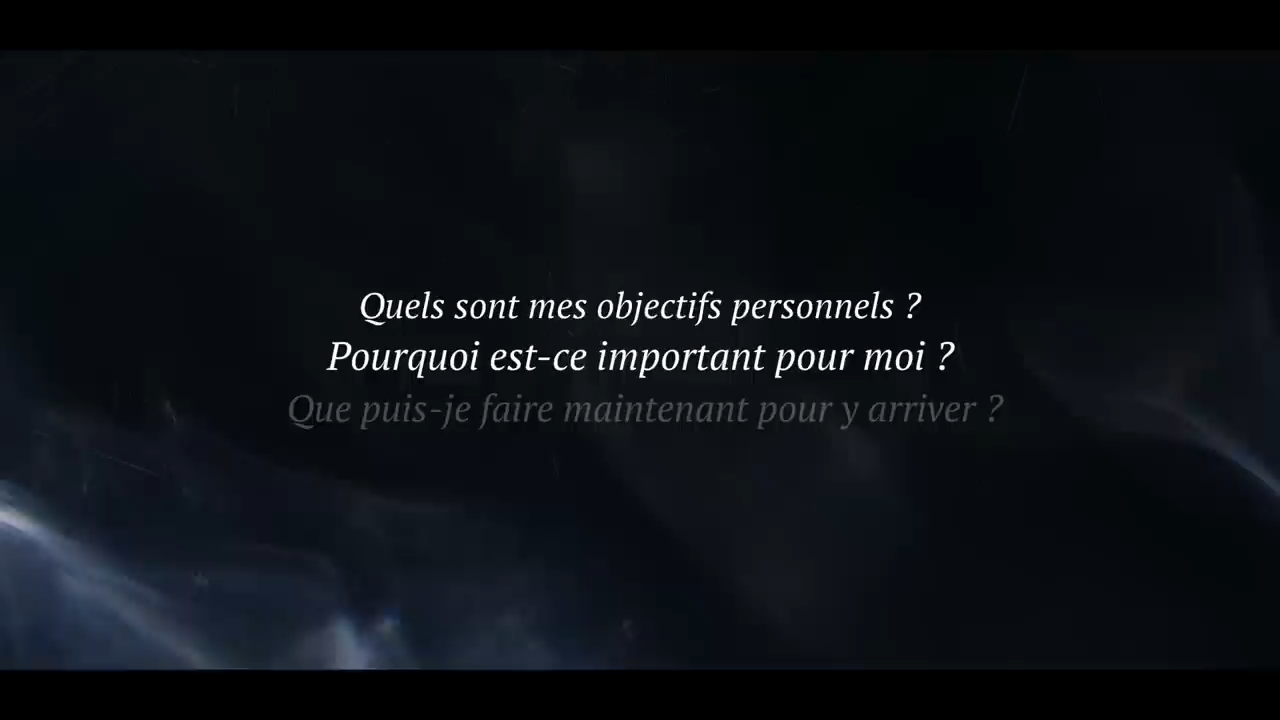 Quels sont mes objectifs personnels ?
Pourquoi est-ce important pour moi ?
Que puis-je faire maintenant pour y arriver ?